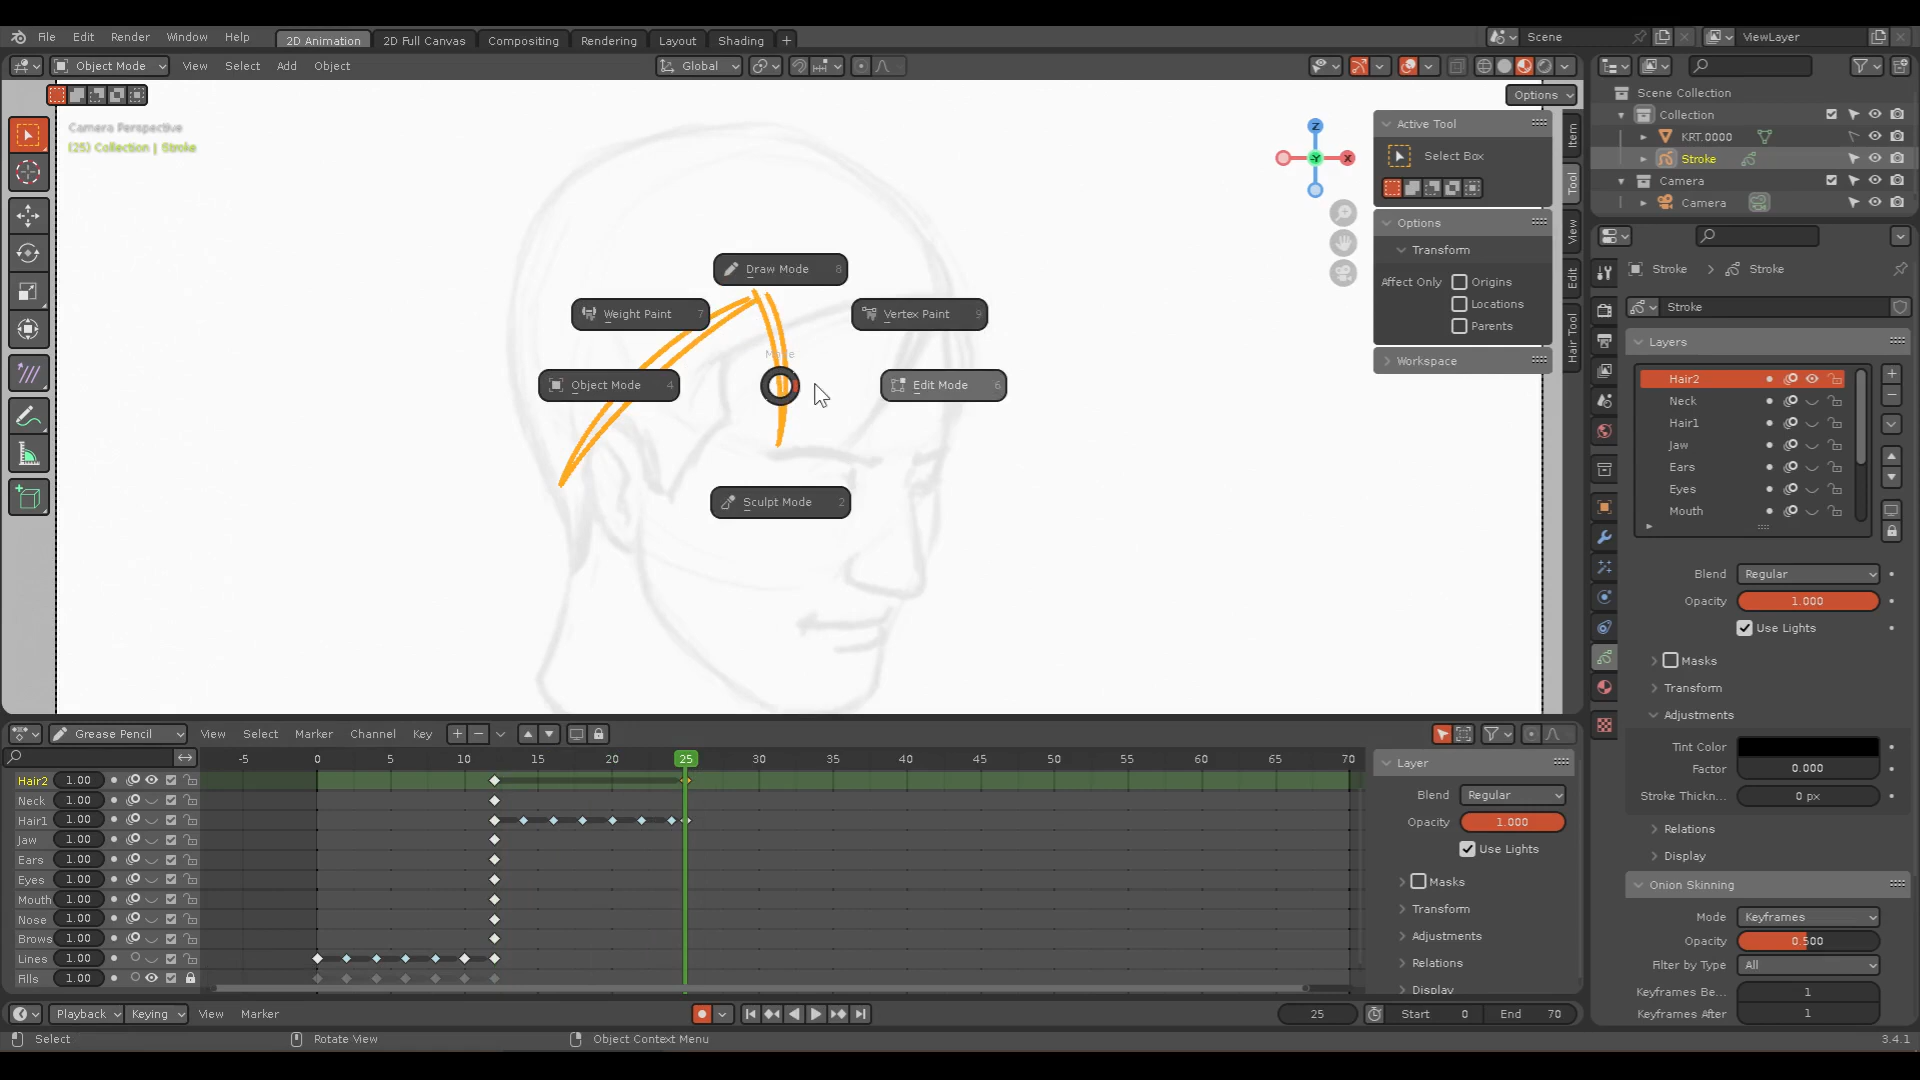 File Edit Render Window Help 2D Animation 2D Full Canvas Compositing Rendering Layout Shading + Scene ViewLayer
Object Mode View Select Add Object Global
Options
Camera Perspective
(25) Collection | Stroke
Z
-Y
X
Active Tool
Select Box
Options
Transform
Affect Only Origins
Locations
Parents
Workspace
Item
Tool
View
Edit
Hair Tool
Draw Mode 8
Weight Paint 7
Vertex Paint 9
Object Mode 4
Edit Mode 6
Sculpt Mode 2
Scene Collection
Collection
KRT.0000
Stroke
Camera
Camera
Stroke > Stroke
Stroke
Layers
Hair2
Neck
Hair1
Jaw
Ears
Eyes
Mouth
Blend Regular
Opacity 1.000
Use Lights
Masks
Transform
Adjustments
Tint Color
Factor 0.000
Stroke Thickn... 0 px
Relations
Display
Onion Skinning
Mode Keyframes
Opacity 0.500
Filter by Type All
Keyframes Be... 1
Keyframes After 1
Grease Pencil View Select Marker Channel Key
-5 0 5 10 15 20 25 30 35 40 45 50 55 60 65 70
Hair2 1.00
Neck 1.00
Hair1 1.00
Jaw 1.00
Ears 1.00
Eyes 1.00
Mouth 1.00
Nose 1.00
Brows 1.00
Lines 1.00
Fills 1.00
Layer
Blend Regular
Opacity 1.000
Use Lights
Masks
Transform
Adjustments
Relations
Display
Playback Keying View Marker 25 Start 0 End 70
Select Rotate View Object Context Menu 3.4.1